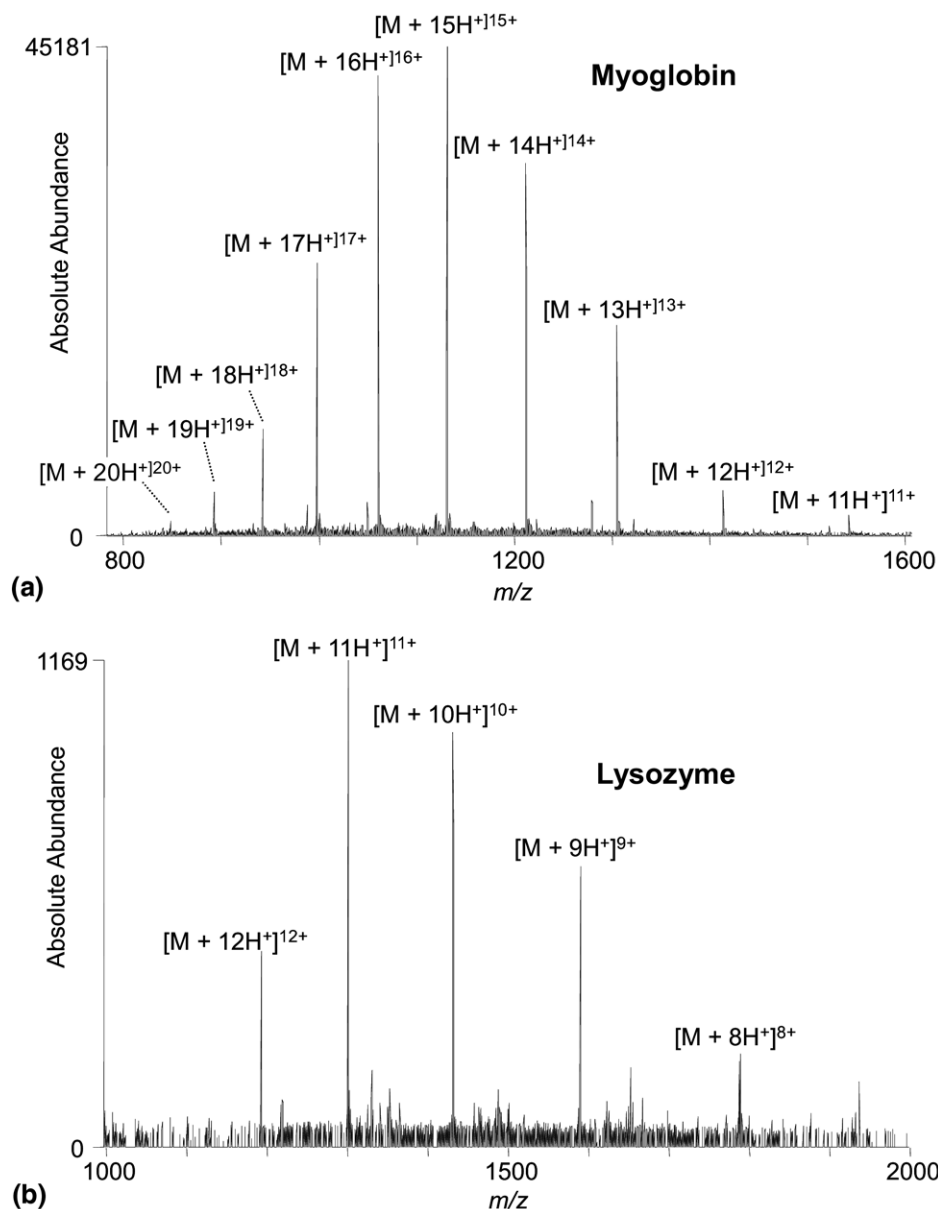 [M + 15H⁺]¹⁵⁺
45181
[M + 16H⁺]¹⁶⁺
Myoglobin
[M + 14H⁺]¹⁴⁺
Absolute Abundance
[M + 17H⁺]¹⁷⁺
[M + 13H⁺]¹³⁺
[M + 18H⁺]¹⁸⁺
[M + 19H⁺]¹⁹⁺
[M + 20H⁺]²⁰⁺
[M + 12H⁺]¹²⁺
[M + 11H⁺]¹¹⁺
0
800 1200 1600
(a) m/z
1169
[M + 11H⁺]¹¹⁺
[M + 10H⁺]¹⁰⁺
Lysozyme
Absolute Abundance
[M + 9H⁺]⁹⁺
[M + 12H⁺]¹²⁺
[M + 8H⁺]⁸⁺
0
1000 1500 2000
(b) m/z